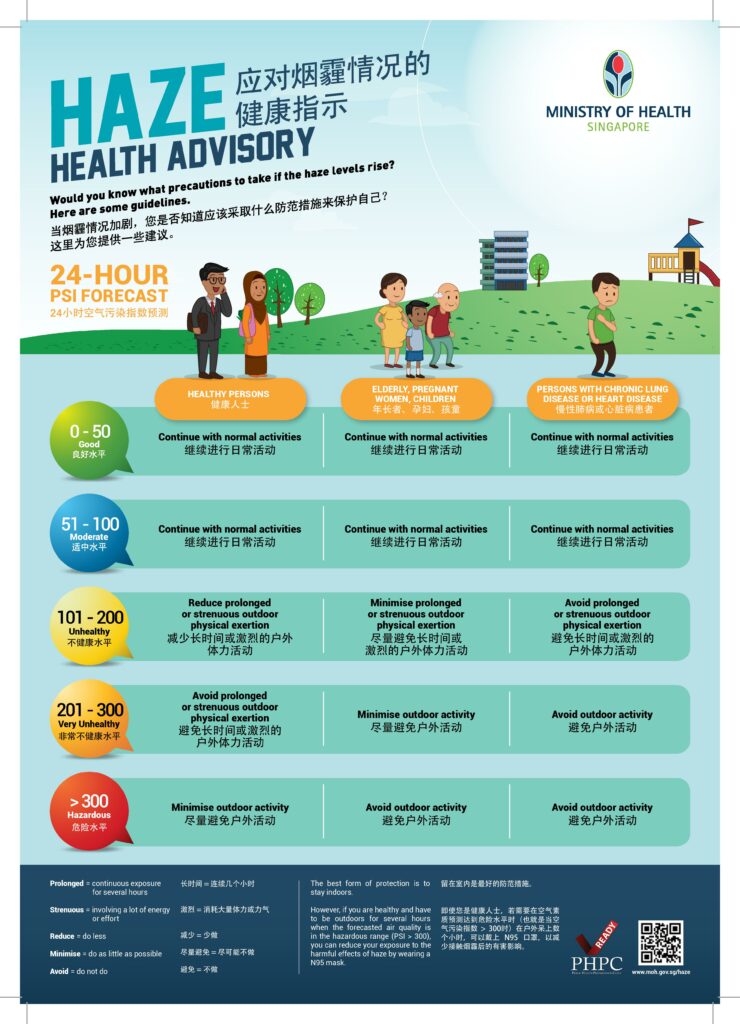 HAZE
应对烟霾情况的
健康指示
HEALTH ADVISORY
MINISTRY OF HEALTH
SINGAPORE
Would you know what precautions to take if the haze levels rise?
Here are some guidelines.
当烟霾情况加剧，您是否知道应该采取什么防范措施来保护自己？
这里为您提供一些建议。
24-HOUR
PSI FORECAST
24小时空气污染指数预测
HEALTHY PERSONS
健康人士
ELDERLY, PREGNANT
WOMEN, CHILDREN
年长者、孕妇、孩童
PERSONS WITH CHRONIC LUNG
DISEASE OR HEART DISEASE
慢性肺病或心脏病患者
0 - 50
Good
良好水平
Continue with normal activities
继续进行日常活动
Continue with normal activities
继续进行日常活动
Continue with normal activities
继续进行日常活动
51 - 100
Moderate
适中水平
Continue with normal activities
继续进行日常活动
Continue with normal activities
继续进行日常活动
Continue with normal activities
继续进行日常活动
101 - 200
Unhealthy
不健康水平
Reduce prolonged
or strenuous outdoor
physical exertion
减少长时间或激烈的户外
体力活动
Minimise prolonged
or strenuous outdoor
physical exertion
尽量避免长时间或
激烈的户外体力活动
Avoid prolonged
or strenuous outdoor
physical exertion
避免长时间或激烈的
户外体力活动
201 - 300
Very Unhealthy
非常不健康水平
Avoid prolonged
or strenuous outdoor
physical exertion
避免长时间或激烈的
户外体力活动
Minimise outdoor activity
尽量避免户外活动
Avoid outdoor activity
避免户外活动
> 300
Hazardous
危险水平
Minimise outdoor activity
尽量避免户外活动
Avoid outdoor activity
避免户外活动
Avoid outdoor activity
避免户外活动
Prolonged = continuous exposure
for several hours
长时间 = 连续几个小时
Strenuous = involving a lot of energy
or effort
激烈 = 消耗大量体力或力气
Reduce = do less
减少 = 少做
Minimise = do as little as possible
尽量避免 = 尽可能不做
Avoid = do not do
避免 = 不做
The best form of protection is to
stay indoors.
However, if you are healthy and have
to be outdoors for several hours
when the forecasted air quality is
in the hazardous range (PSI > 300),
you can reduce your exposure to the
harmful effects of haze by wearing a
N95 mask.
留在室内是最好的防范措施。
即使您是健康人士，若需要在空气素
质预测达到危险水平时（也就是当空
气污染指数 > 300时）在户外呆上数
个小时，可以戴上 N95 口罩，以减
少接触烟霾后的有害影响。
READY
PHPC
www.moh.gov.sg/haze